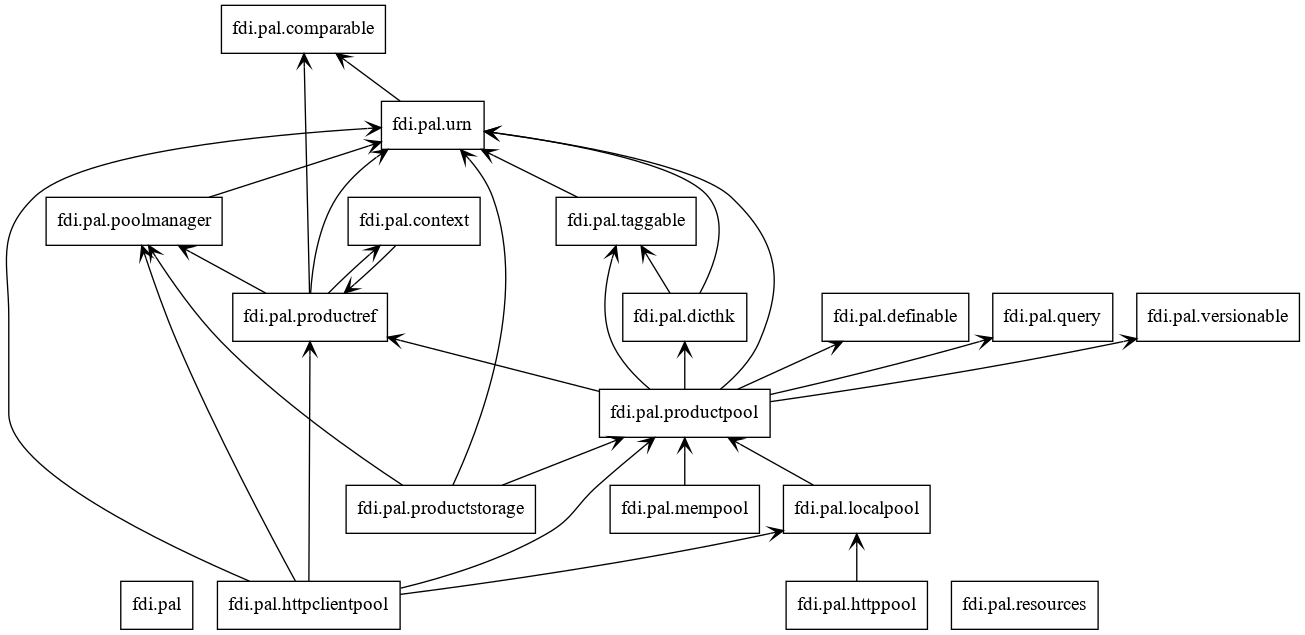 fdi.pal.comparable
fdi.pal.urn
fdi.pal.poolmanager
fdi.pal.context
fdi.pal.taggable
fdi.pal.productref
fdi.pal.dicthk
fdi.pal.definable
fdi.pal.query
fdi.pal.versionable
fdi.pal.productpool
fdi.pal.productstorage
fdi.pal.mempool
fdi.pal.localpool
fdi.pal
fdi.pal.httpclientpool
fdi.pal.httppool
fdi.pal.resources